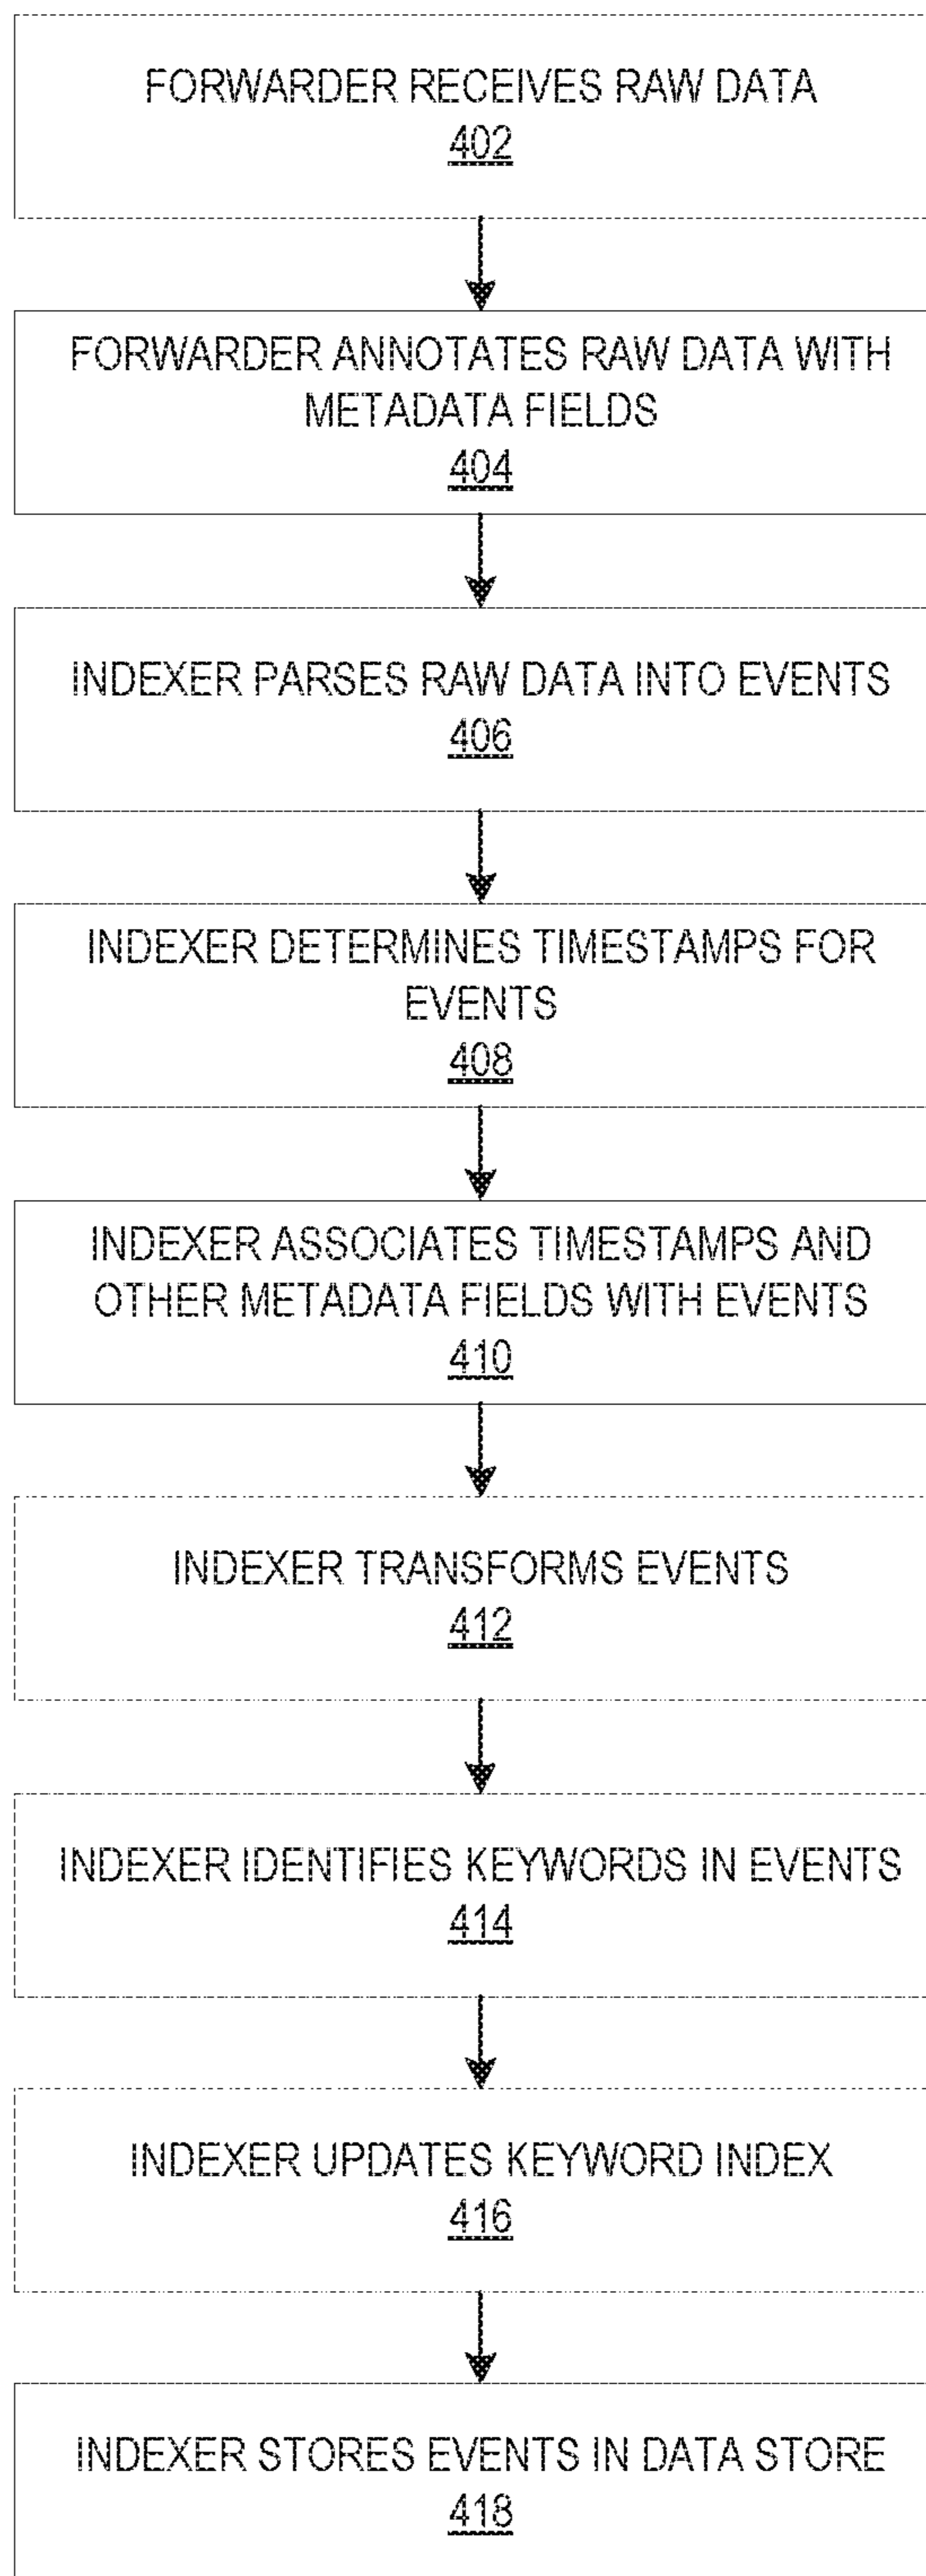 FORWARDER RECEIVES RAW DATA
402
FORWARDER ANNOTATES RAW DATA WITH
METADATA FIELDS
404
INDEXER PARSES RAW DATA INTO EVENTS
406
INDEXER DETERMINES TIMESTAMPS FOR
EVENTS
408
INDEXER ASSOCIATES TIMESTAMPS AND
OTHER METADATA FIELDS WITH EVENTS
410
INDEXER TRANSFORMS EVENTS
412
INDEXER IDENTIFIES KEYWORDS IN EVENTS
414
INDEXER UPDATES KEYWORD INDEX
416
INDEXER STORES EVENTS IN DATA STORE
418